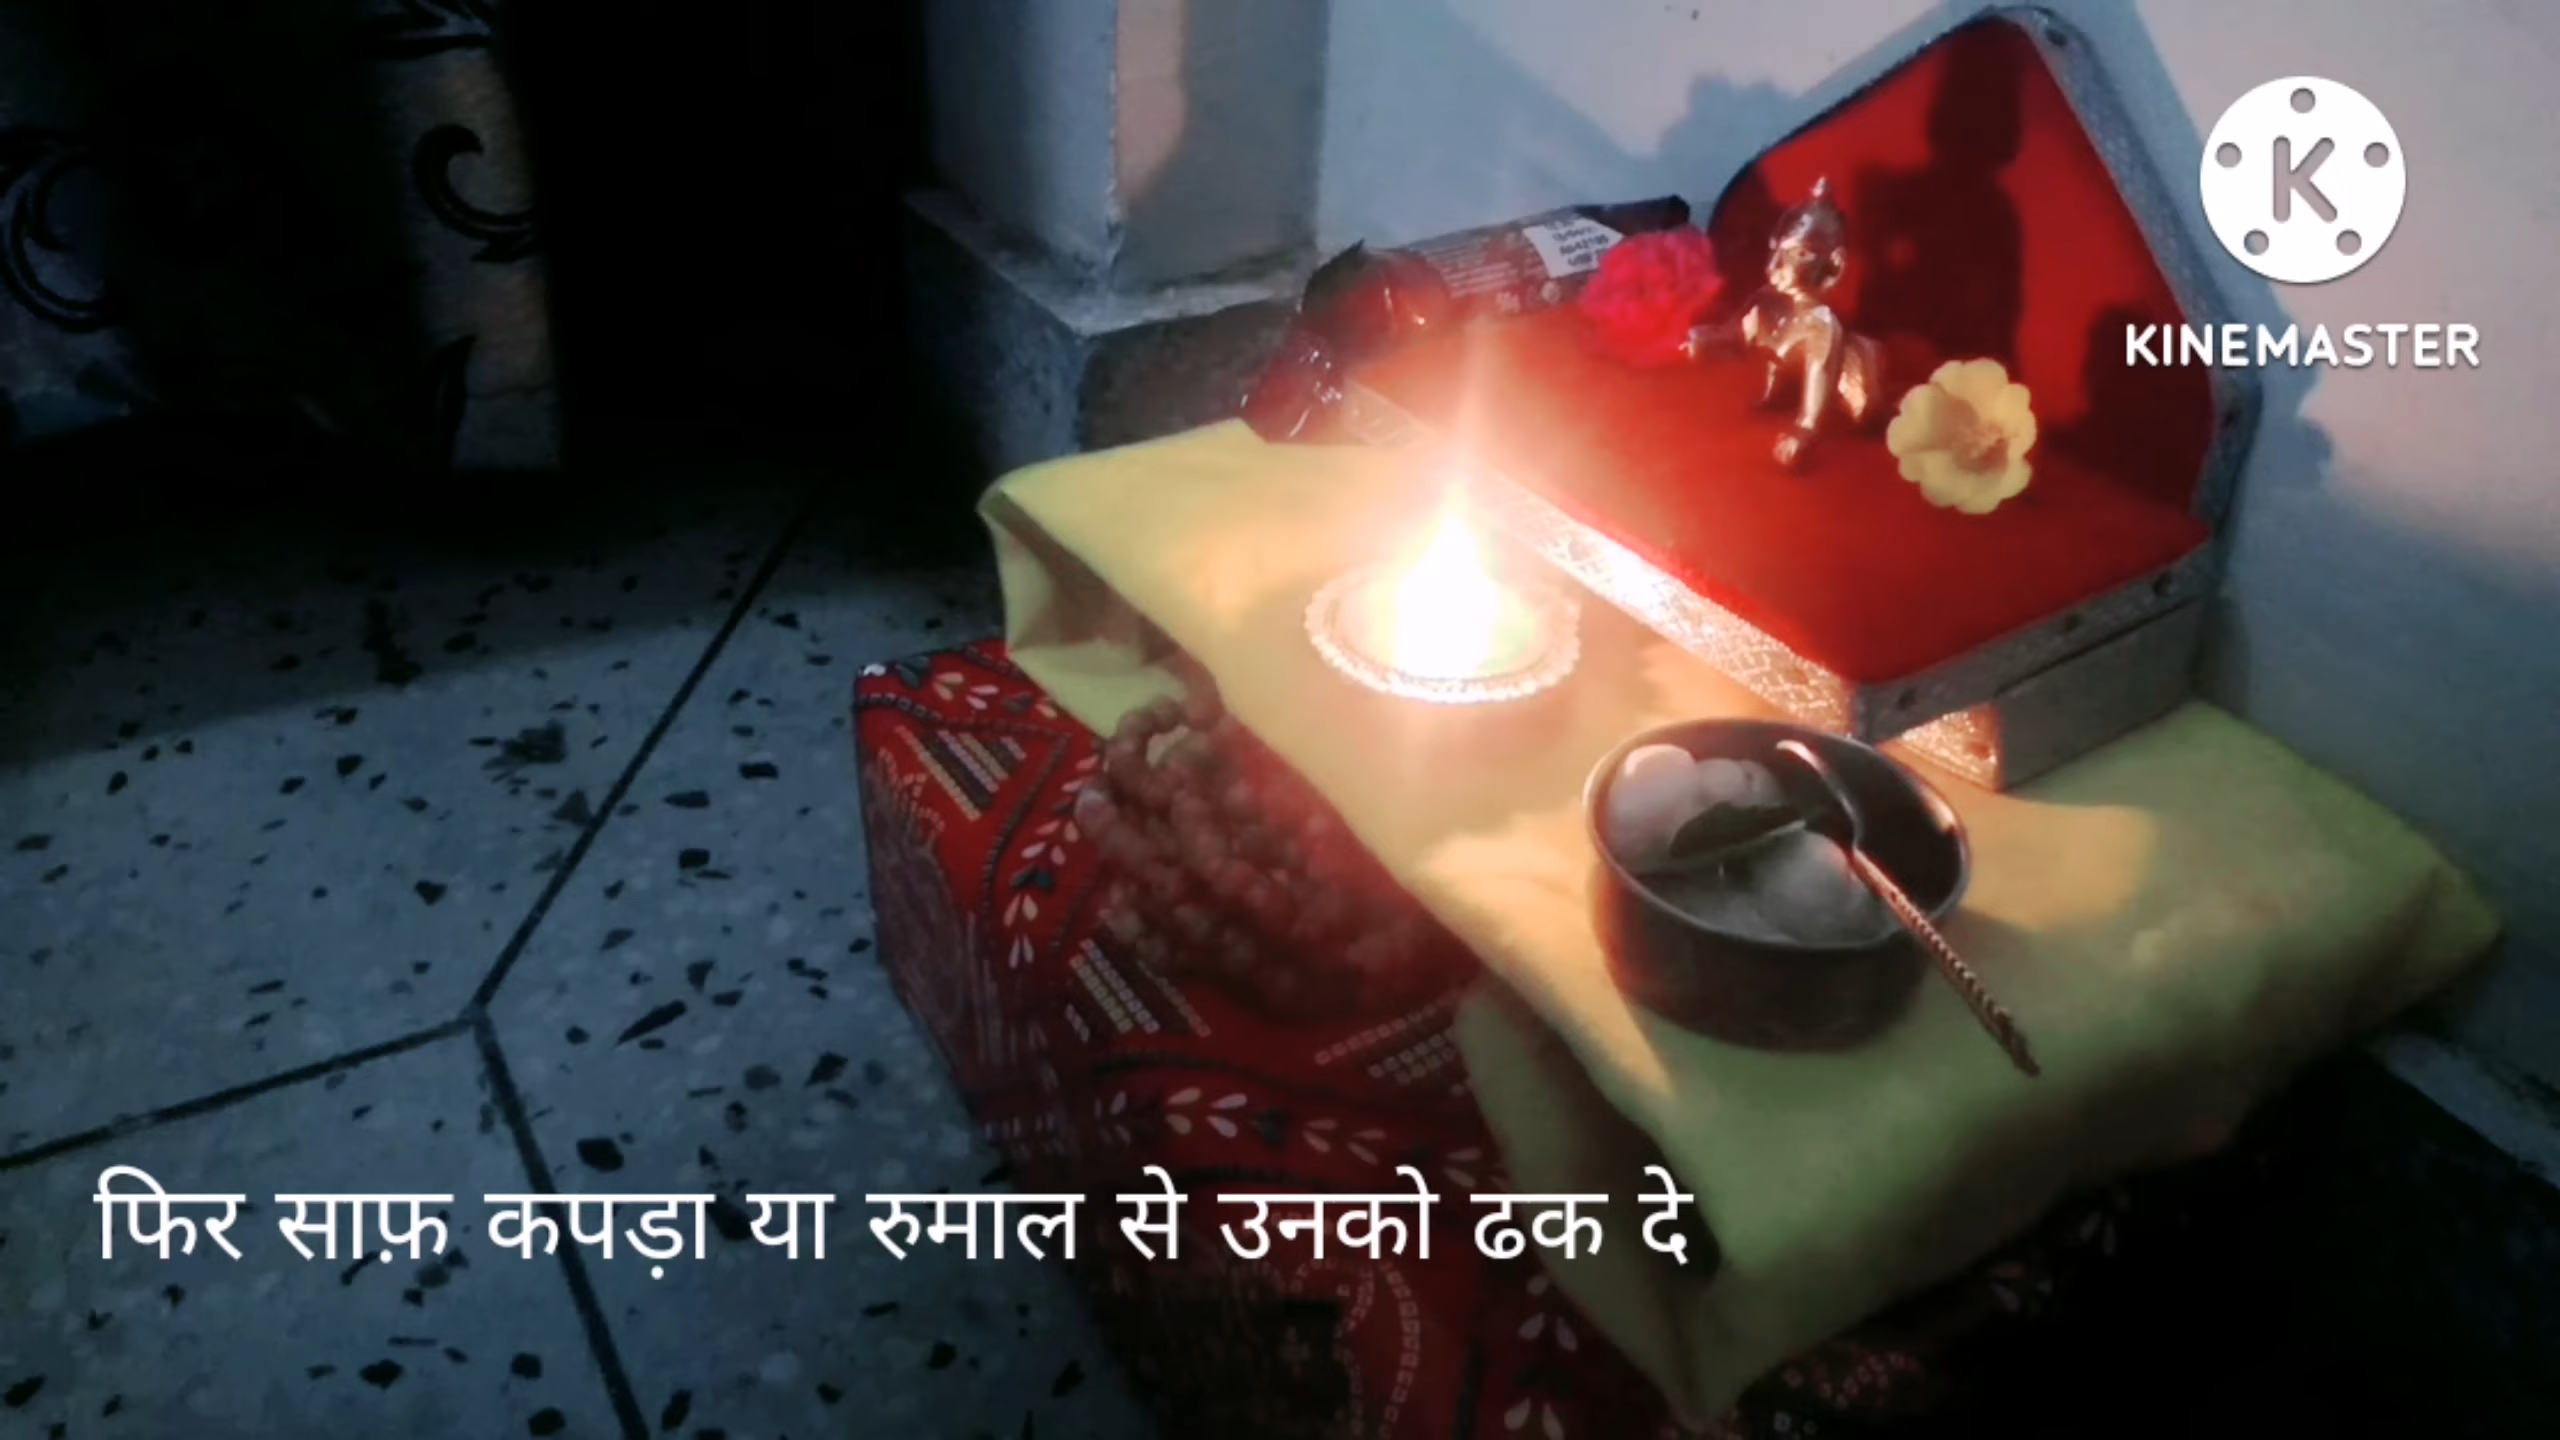 KINEMASTER
फिर साफ़ कपड़ा या रुमाल से उनको ढक दे